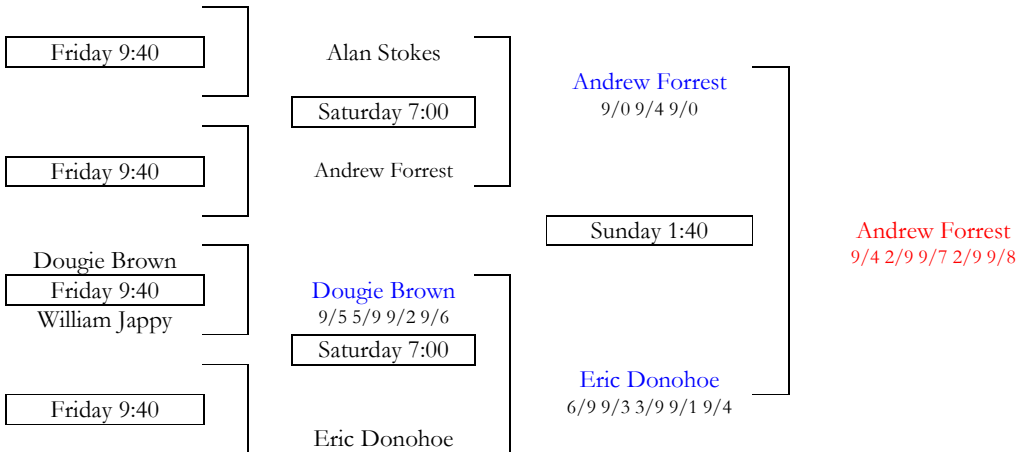 Friday 9:40
Friday 9:40
Dougie Brown
Friday 9:40
William Jappy
Friday 9:40
Alan Stokes
Saturday 7:00
Andrew Forrest
Dougie Brown
9/5 5/9 9/2 9/6
Saturday 7:00
Eric Donohoe
Andrew Forrest
9/0 9/4 9/0
Sunday 1:40
Eric Donohoe
6/9 9/3 3/9 9/1 9/4
Andrew Forrest
9/4 2/9 9/7 2/9 9/8